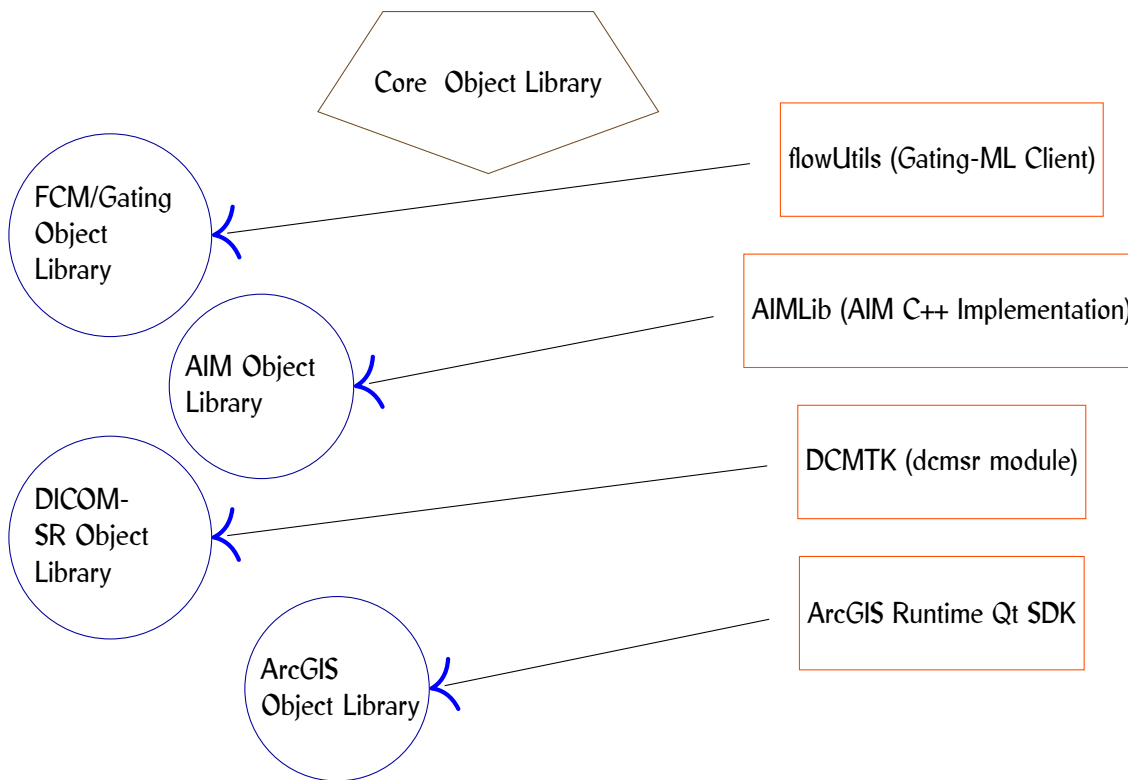 Core Object Library
flowUtils (Gating-ML Client)
FCM/Gating
Object
Library
AIMLib (AIM C++ Implementation)
AIM Object
Library
DCMTK (dcmsr module)
DICOM-
SR Object
Library
ArcGIS Runtime Qt SDK
ArcGIS
Object Library